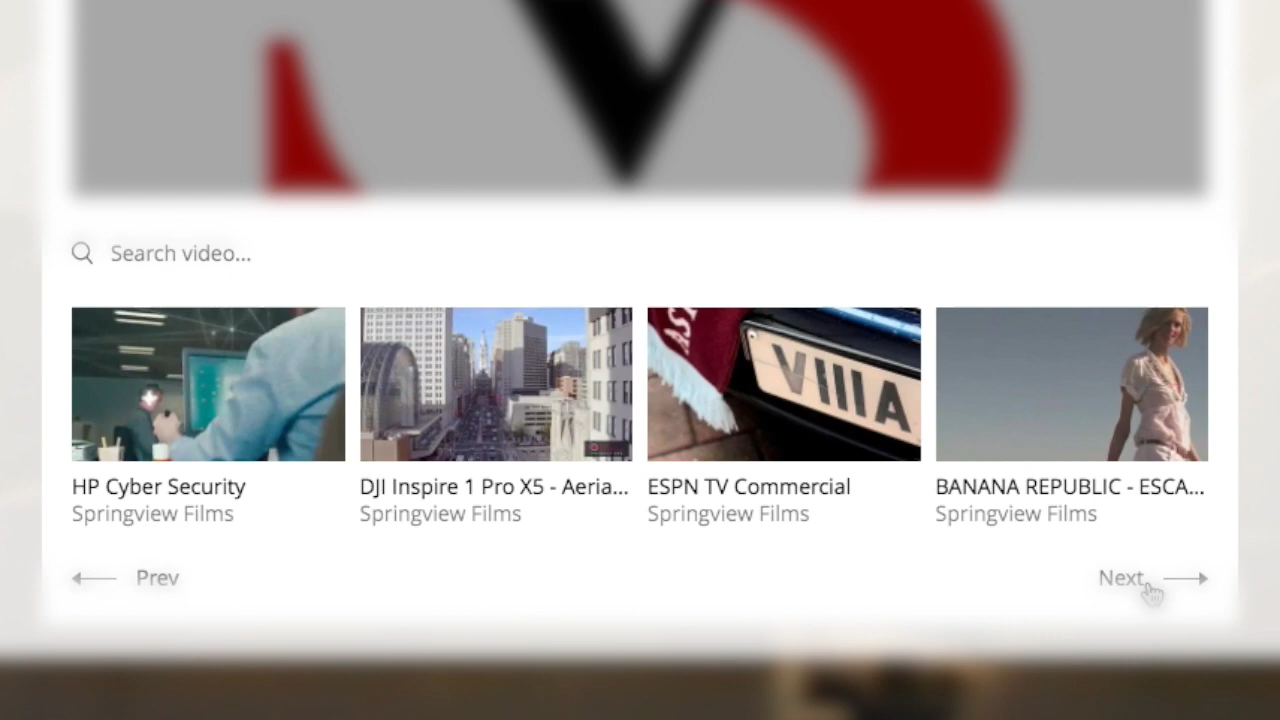 Search video...
VIIIA
HP Cyber Security
DJI Inspire 1 Pro X5 - Aeria...
ESPN TV Commercial
BANANA REPUBLIC - ESCA...
Springview Films
Springview Films
Springview Films
Springview Films
Prev
Next